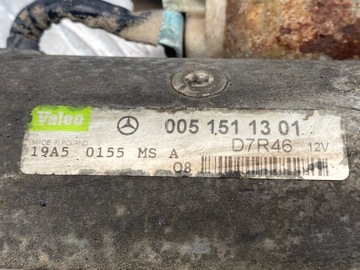 Valeo 005 151 13 01
MADE IN POLAND D7R46 12V
19A5 0155 MS A
08